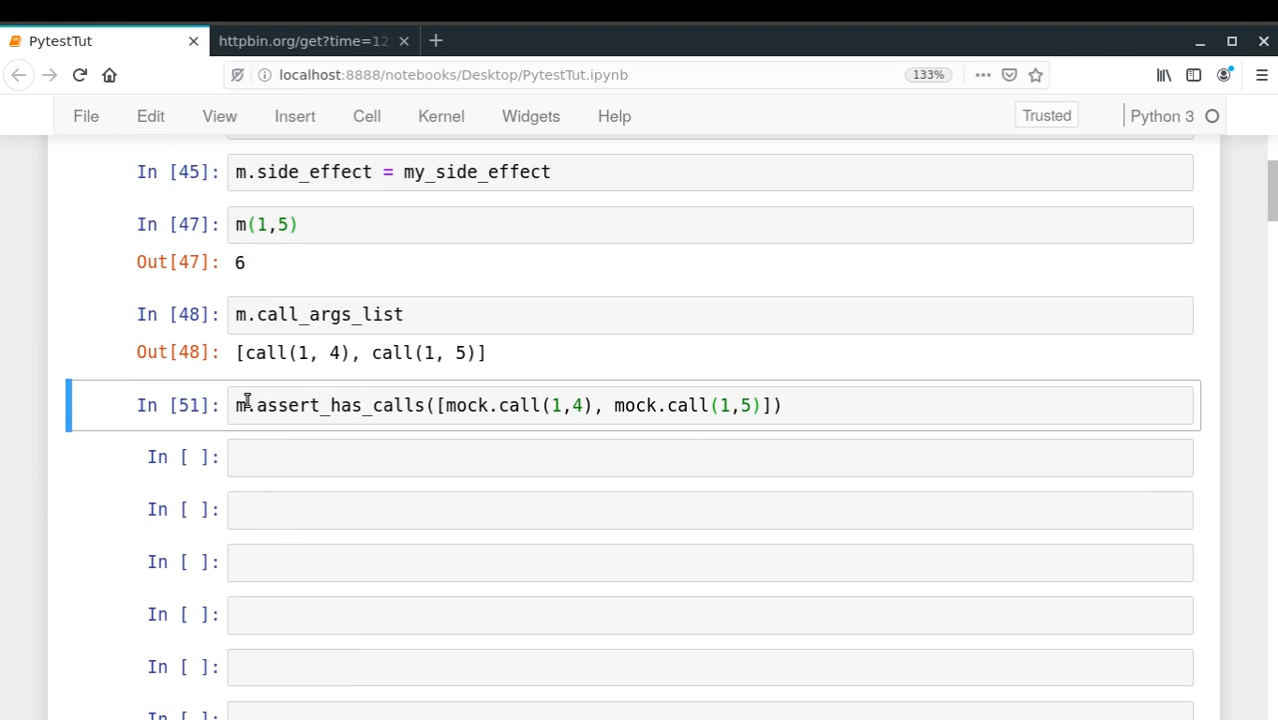 PytestTut
httpbin.org/get?time=12
localhost:8888/notebooks/Desktop/PytestTut.ipynb
133%
File Edit View Insert Cell Kernel Widgets Help
Trusted
Python 3
In [45]: m.side_effect = my_side_effect
In [47]: m(1,5)
Out[47]: 6
In [48]: m.call_args_list
Out[48]: [call(1, 4), call(1, 5)]
In [51]: m.assert_has_calls([mock.call(1,4), mock.call(1,5)])
In [ ]:
In [ ]:
In [ ]:
In [ ]:
In [ ]:
In [ ]: